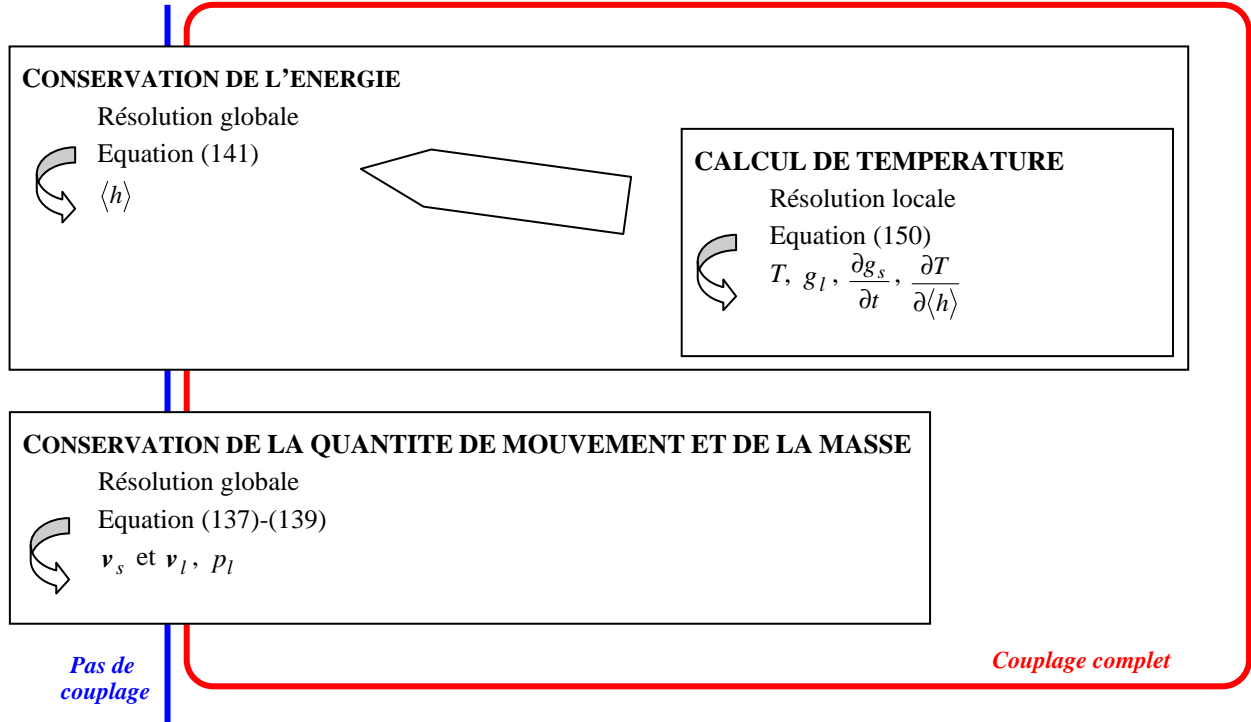 CONSERVATION DE L'ENERGIE
Résolution globale
Equation (141)
⟨h⟩
CALCUL DE TEMPERATURE
Résolution locale
Equation (150)
T, g_l, ∂g_s/∂t, ∂T/∂⟨h⟩
CONSERVATION DE LA QUANTITE DE MOUVEMENT ET DE LA MASSE
Résolution globale
Equation (137)-(139)
v_s et v_l, p_l
Pas de
couplage
Couplage complet